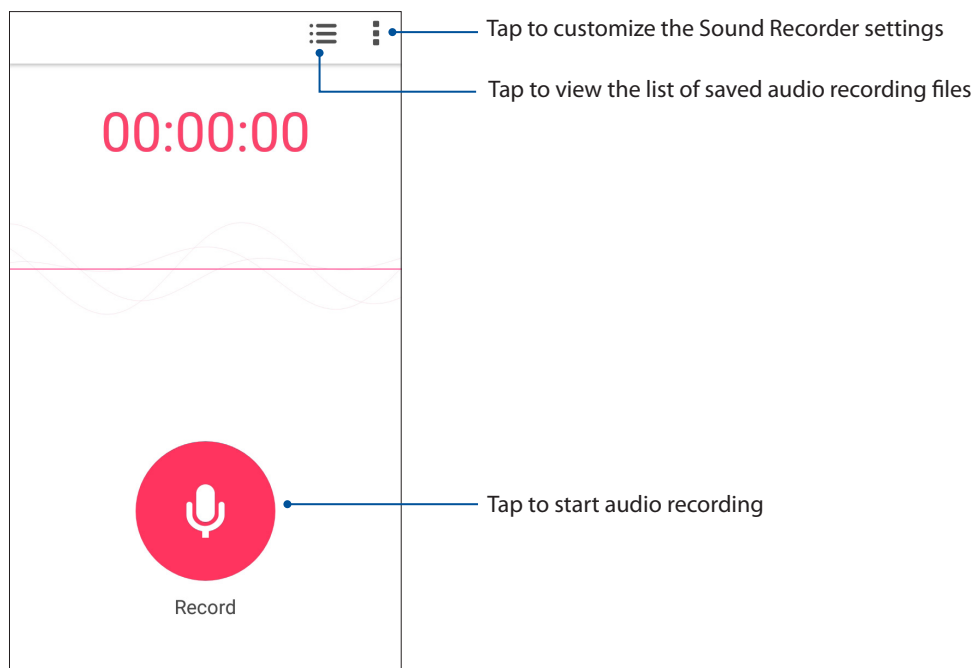 Tap to customize the Sound Recorder settings
Tap to view the list of saved audio recording files
00:00:00
Tap to start audio recording
Record